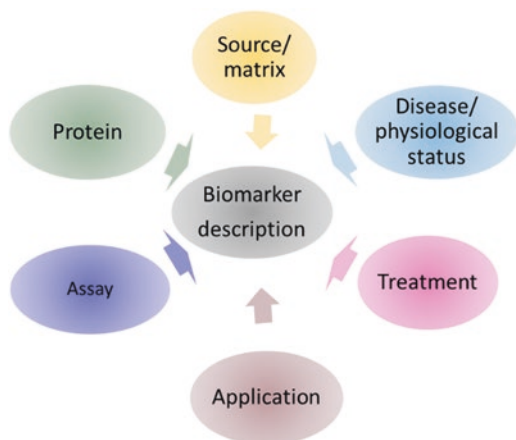 Source/
matrix
Protein
Disease/
physiological
status
Biomarker
description
Assay
Treatment
Application